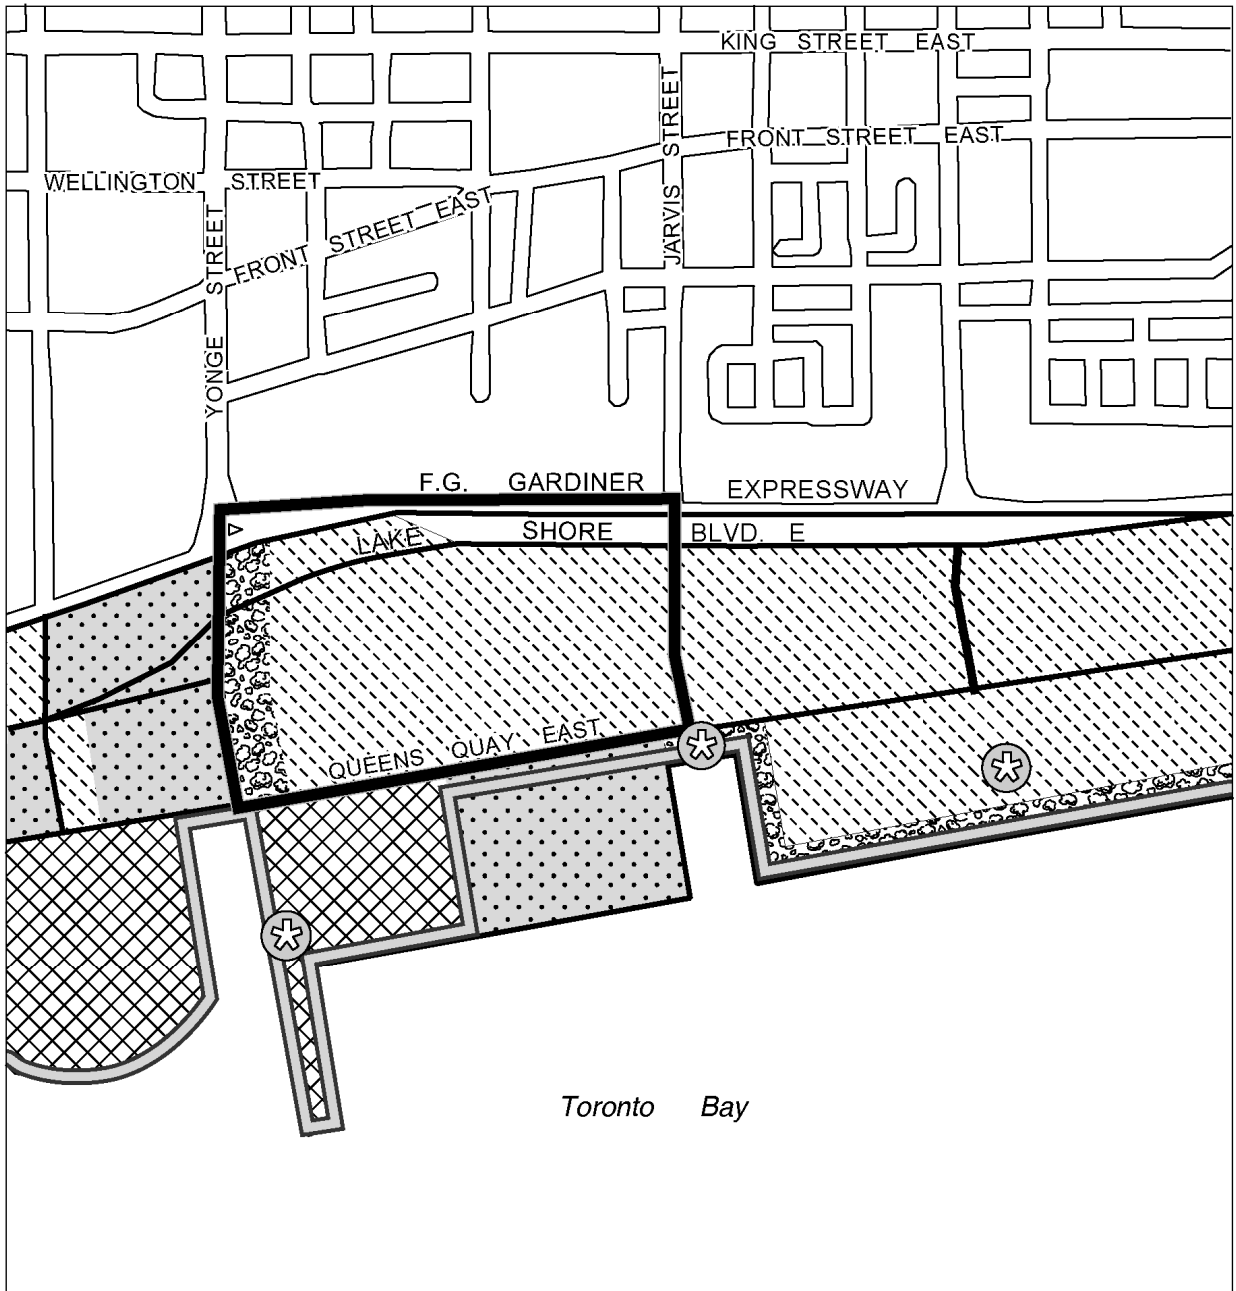 KING STREET EAST
FRONT STREET EAST
WELLINGTON STREET
JARVIS STREET
FRONT STREET EAST
YONGE STREET
F.G. GARDINER EXPRESSWAY
LAKE SHORE BLVD. E
QUEENS QUAY EAST
Toronto Bay